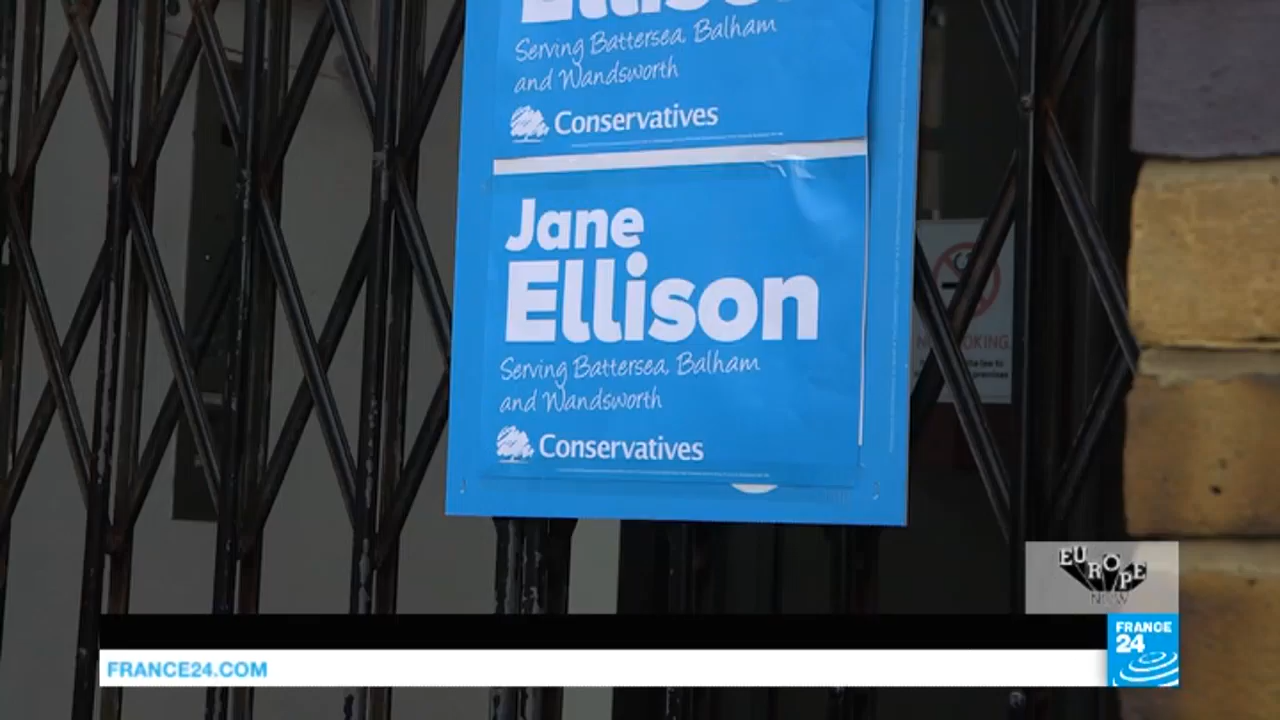 Serving Battersea, Balham
and Wandsworth
Conservatives
Jane
Ellison
Serving Battersea, Balham
and Wandsworth
Conservatives
EUROPE
NOW
FRANCE
24
FRANCE24.COM